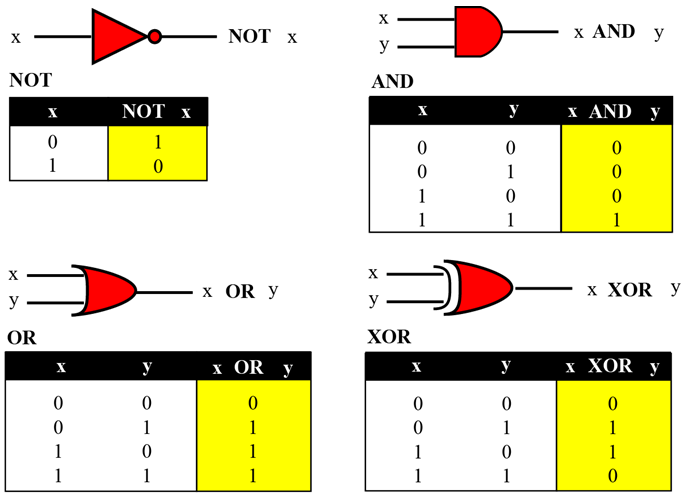 x NOT x
NOT
x NOT x
0 1
1 0
x
y
x AND y
AND
x y x AND y
0 0 0
0 1 0
1 0 0
1 1 1
x
y
x OR y
OR
x y x OR y
0 0 0
0 1 1
1 0 1
1 1 1
x
y
x XOR y
XOR
x y x XOR y
0 0 0
0 1 1
1 0 1
1 1 0